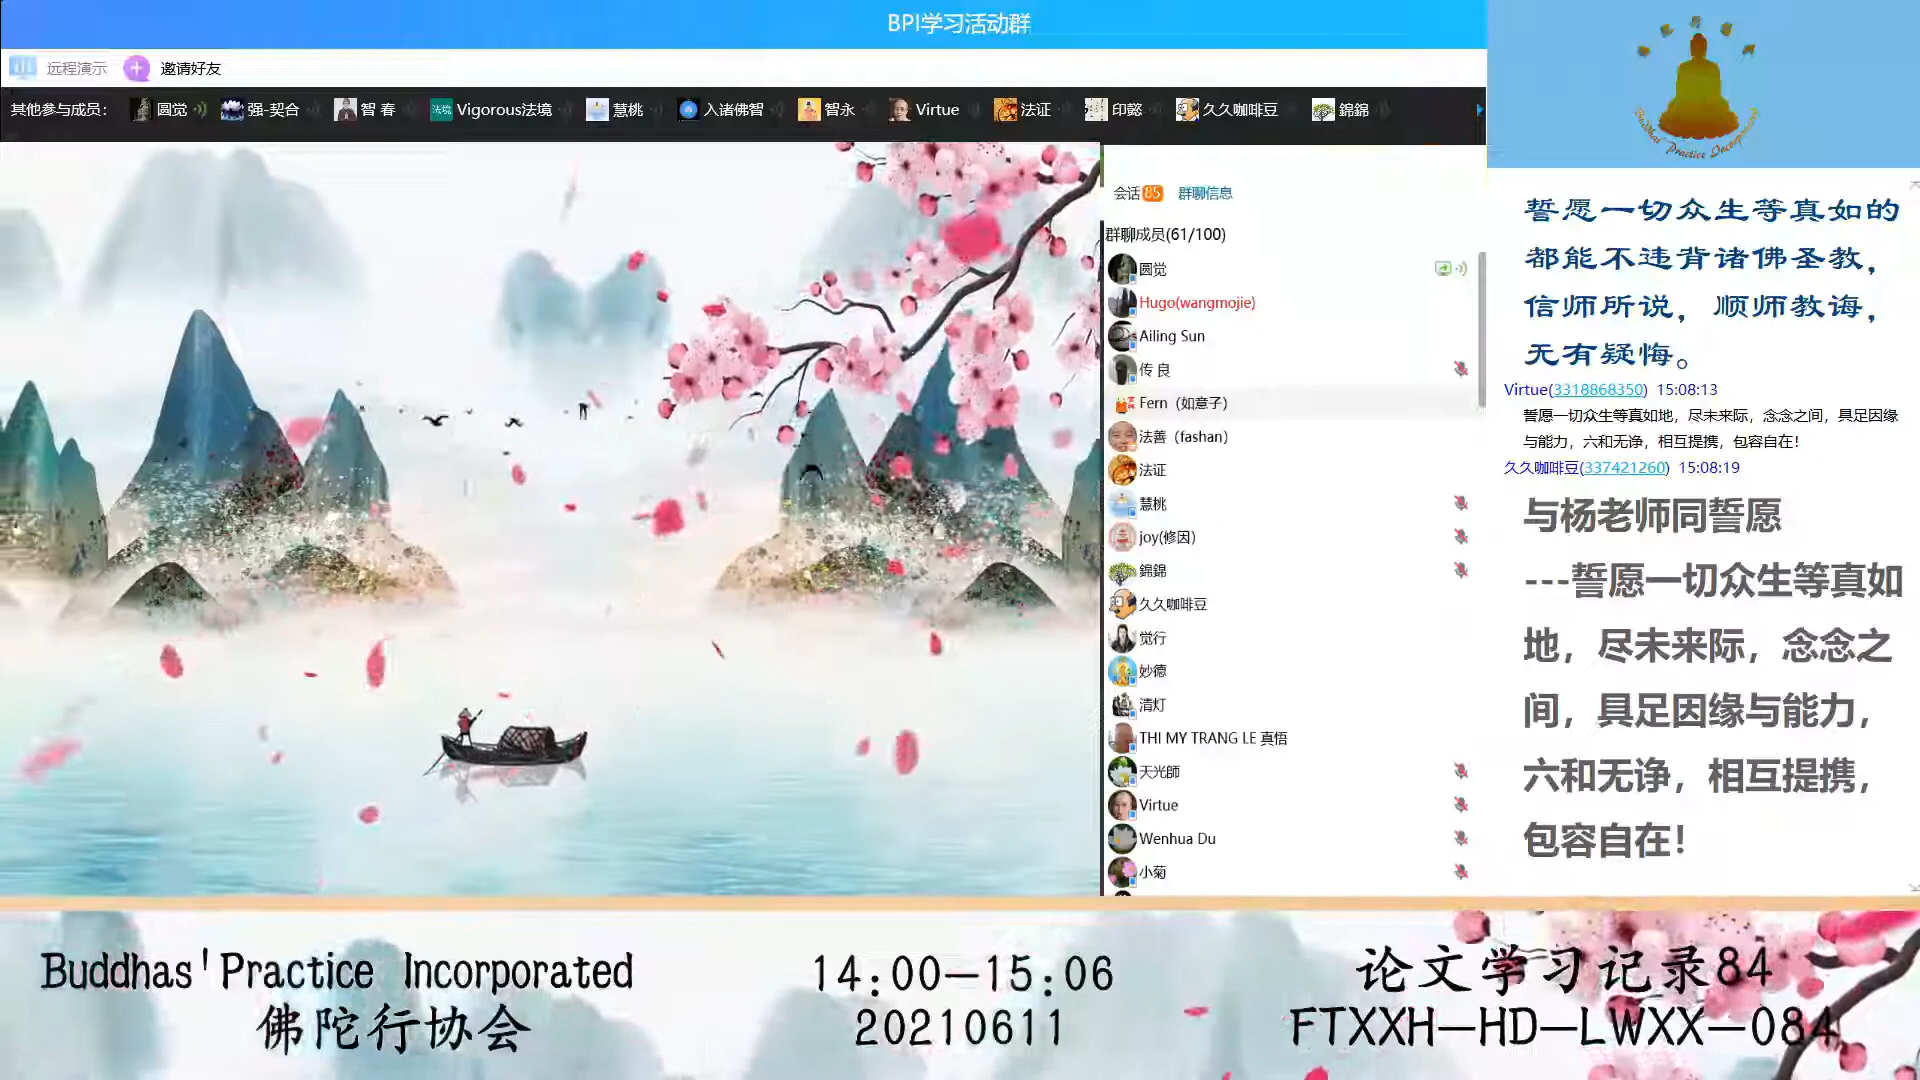 BPI学习活动群
远程演示 邀请好友
其他参与成员： 圆觉 强-契合 智 春 Vigorous法境 慧桃 入诸佛智 智永 Virtue 法证 印懿 久久咖啡豆 錦錦
法境
会话85 群聊信息
群聊成员(61/100)
圆觉
Hugo(wangmojie)
Ailing Sun
传 良
Fern（如意子）
法善（fashan）
法证
慧桃
joy(修因)
錦錦
久久咖啡豆
觉行
妙德
清灯
THI MY TRANG LE 真悟
天光師
Virtue
Wenhua Du
小菊
Buddhas' Practice Incorporated
誓愿一切众生等真如的
都能不违背诸佛圣教，
信师所说，顺师教诲，
无有疑悔。
Virtue(3318868350) 15:08:13
誓愿一切众生等真如地，尽未来际，念念之间，具足因缘
与能力，六和无诤，相互提携，包容自在！
久久咖啡豆(337421260) 15:08:19
与杨老师同誓愿
---誓愿一切众生等真如
地，尽未来际，念念之
间，具足因缘与能力，
六和无诤，相互提携，
包容自在！
Buddhas'Practice Incorporated
佛陀行协会
14:00—15:06
20210611
论文学习记录84
FTXXH—HD—LWXX—084